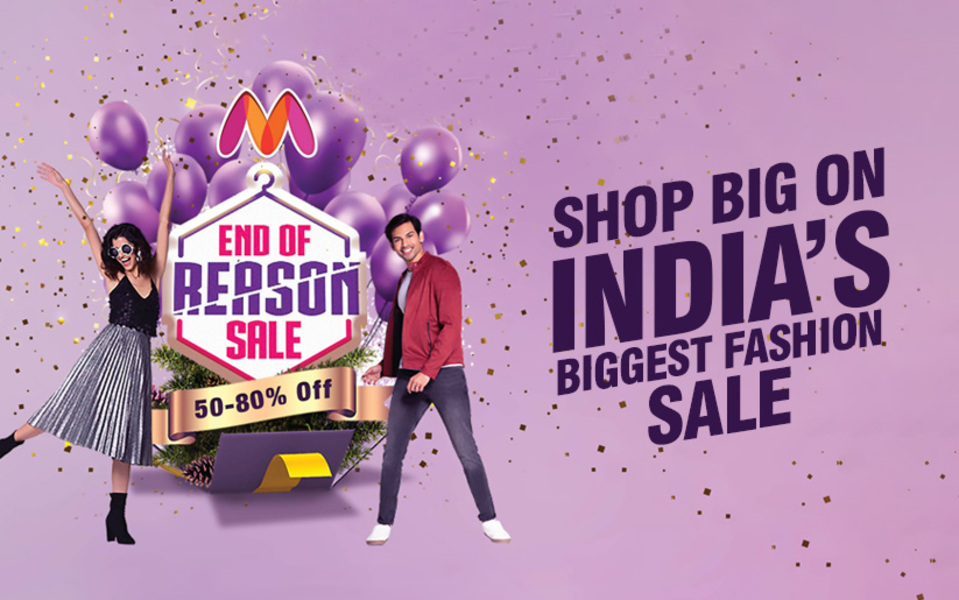 END OF
REASON
SALE
50-80% Off
SHOP BIG ON
INDIA'S
BIGGEST FASHION
SALE